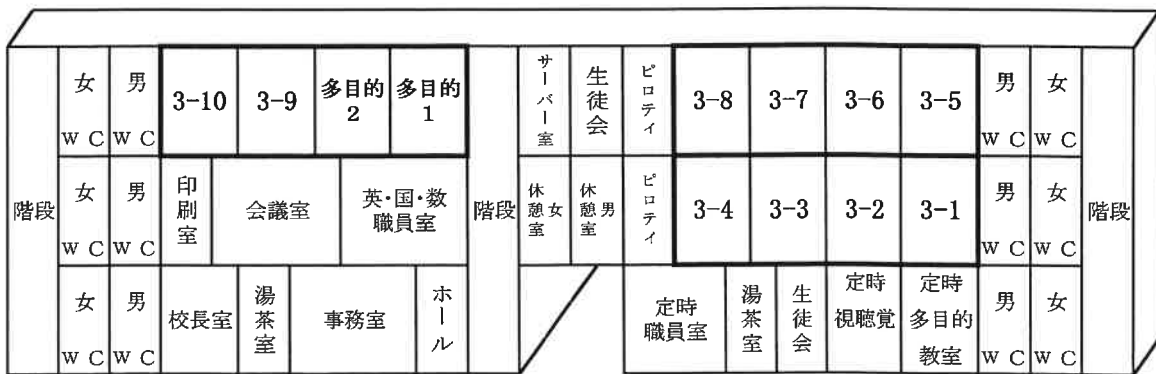 女 WC 男 WC 3-10 3-9 多目的2 多目的1 サーバー室 生徒会 ピロティ 3-8 3-7 3-6 3-5 男 WC 女 WC
階段 女 WC 男 WC 印刷室 会議室 英・国・数職員室 階段 休憩室女 休憩室男 ピロティ 3-4 3-3 3-2 3-1 男 WC 女 WC 階段
女 WC 男 WC 校長室 湯茶室 事務室 ホール 定時職員室 湯茶室 生徒会 定時視聴覚 定時多目的教室 男 WC 女 WC